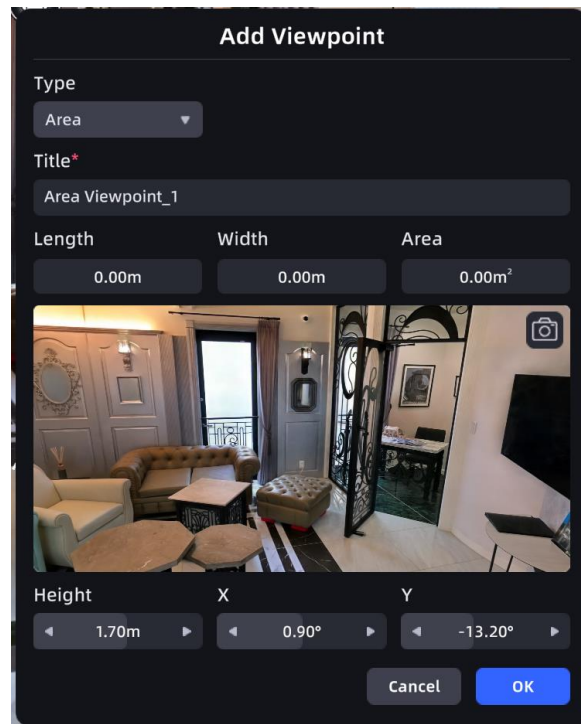 Add Viewpoint
Type
Area
Title*
Area Viewpoint_1
Length Width Area
0.00m 0.00m 0.00m²
Height X Y
1.70m 0.90° -13.20°
Cancel OK